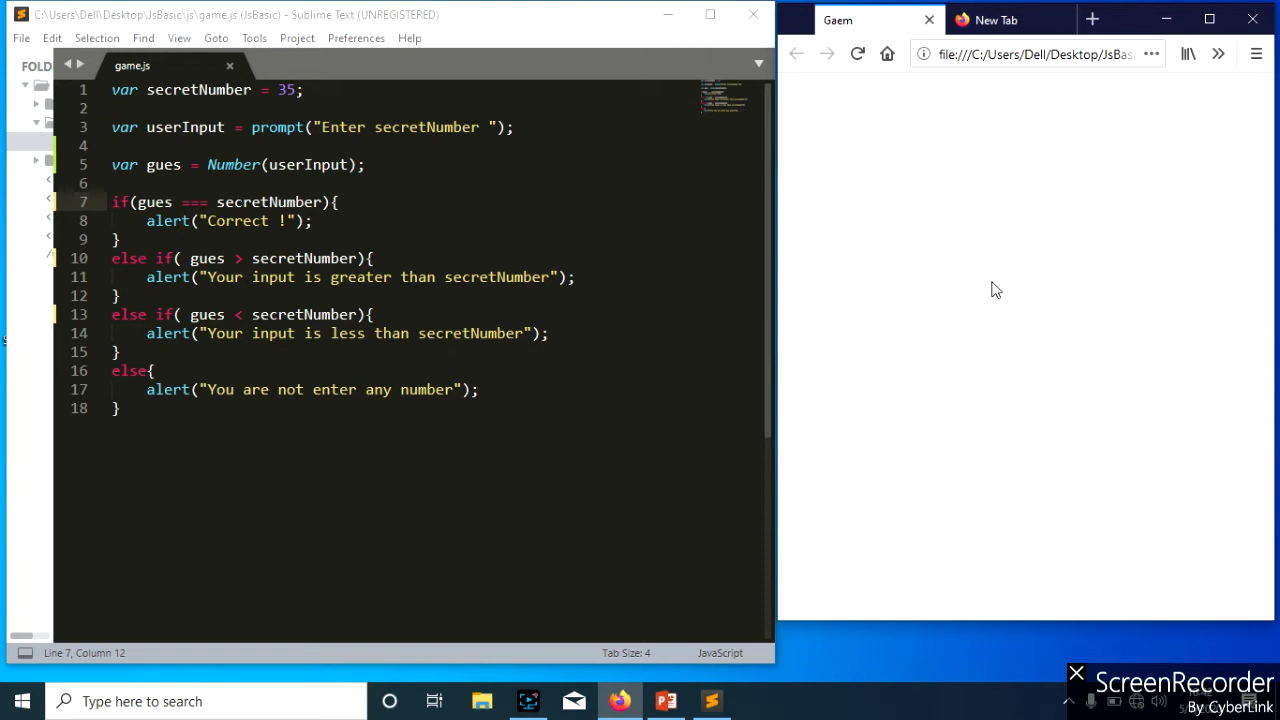 C:\Users\Dell\Desktop\JsBasic\js\game.js (JsBasic) - Sublime Text (UNREGISTERED)
File Edit Selection Find View Goto Tools Project Preferences Help
FOLD
game.js
1 var secretNumber = 35;
2
3 var userInput = prompt("Enter secretNumber ");
4
5 var gues = Number(userInput);
6
7 if(gues === secretNumber){
8 alert("Correct !");
9 }
10 else if( gues > secretNumber){
11 alert("Your input is greater than secretNumber");
12 }
13 else if( gues < secretNumber){
14 alert("Your input is less than secretNumber");
15 }
16 else{
17 alert("You are not enter any number");
18 }
Line 7, Column 12 Tab Size: 4 JavaScript
Gaem New Tab
file:///C:/Users/Dell/Desktop/JsBas
Type here to search
ScreenRecorder
By CyberLink